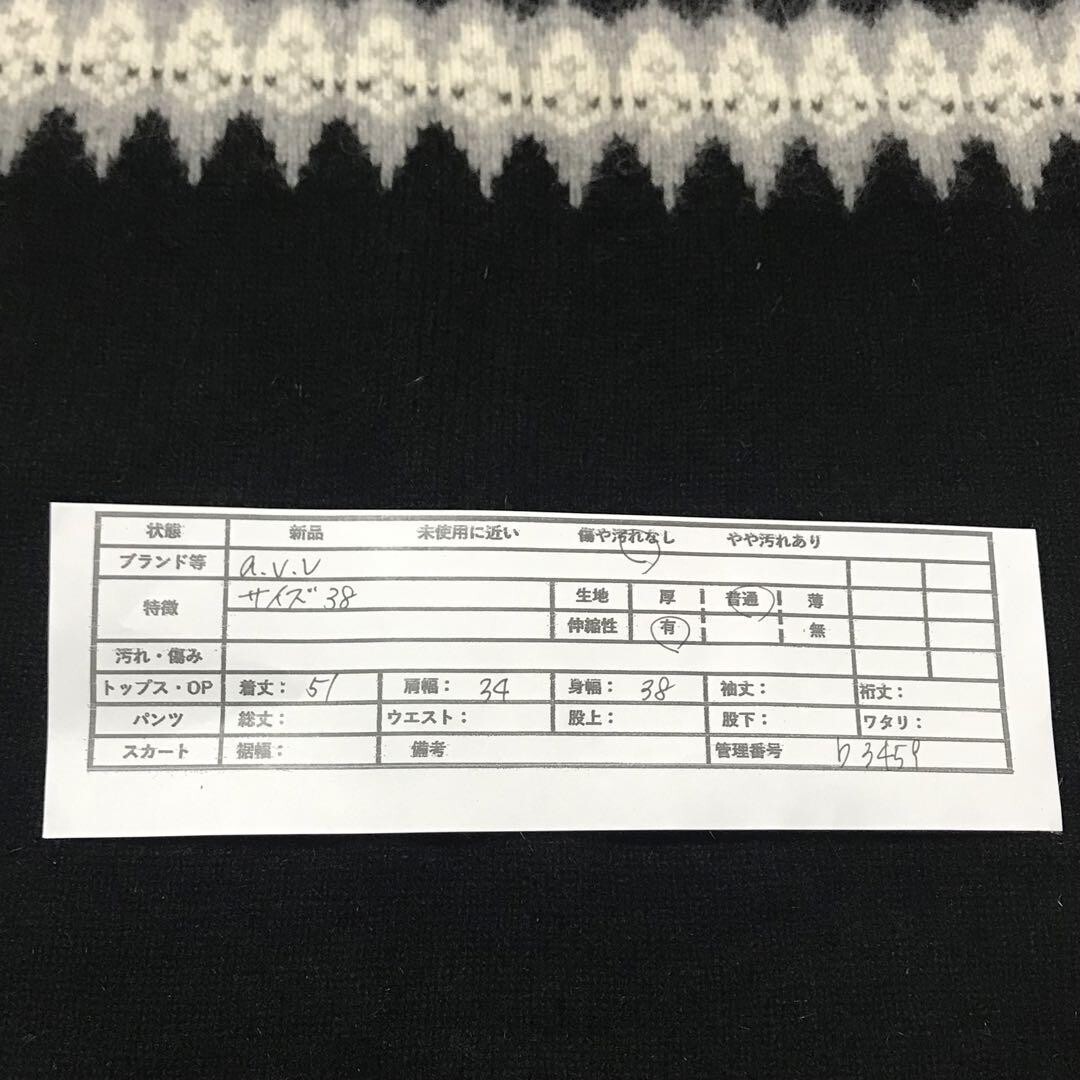 状態 新品 未使用に近い 傷や汚れなし やや汚れあり
ブランド等 a.v.v
特徴 サイズ38 生地 厚 普通 薄
伸縮性 有 無
汚れ・傷み
トップス・OP 着丈: 51 肩幅: 34 身幅: 38 袖丈: 裄丈:
パンツ 総丈: ウエスト: 股上: 股下: ワタリ:
スカート 裾幅: 備考 管理番号